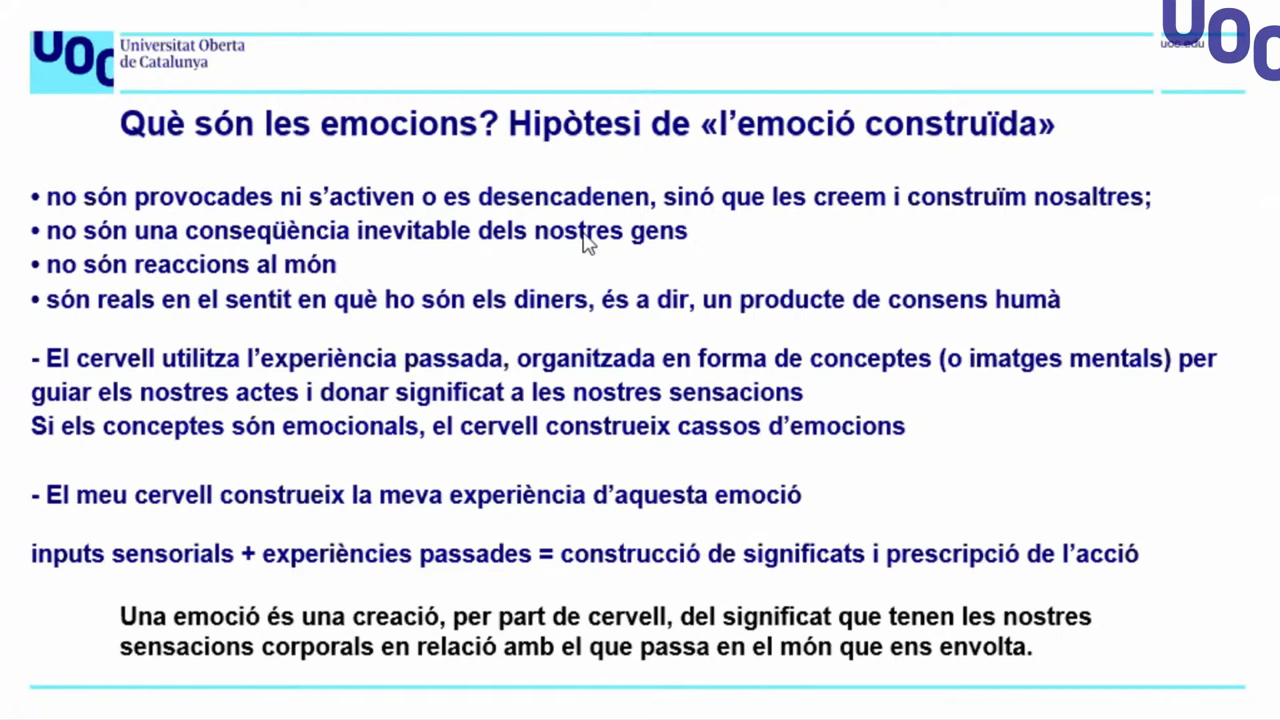 UOC Universitat Oberta
de Catalunya
uoc.edu
UOC
Què són les emocions? Hipòtesi de «l’emoció construïda»
• no són provocades ni s’activen o es desencadenen, sinó que les creem i construïm nosaltres;
• no són una conseqüència inevitable dels nostres gens
• no són reaccions al món
• són reals en el sentit en què ho són els diners, és a dir, un producte de consens humà
- El cervell utilitza l’experiència passada, organitzada en forma de conceptes (o imatges mentals) per
guiar els nostres actes i donar significat a les nostres sensacions
Si els conceptes són emocionals, el cervell construeix cassos d’emocions
- El meu cervell construeix la meva experiència d’aquesta emoció
inputs sensorials + experiències passades = construcció de significats i prescripció de l’acció
Una emoció és una creació, per part de cervell, del significat que tenen les nostres
sensacions corporals en relació amb el que passa en el món que ens envolta.